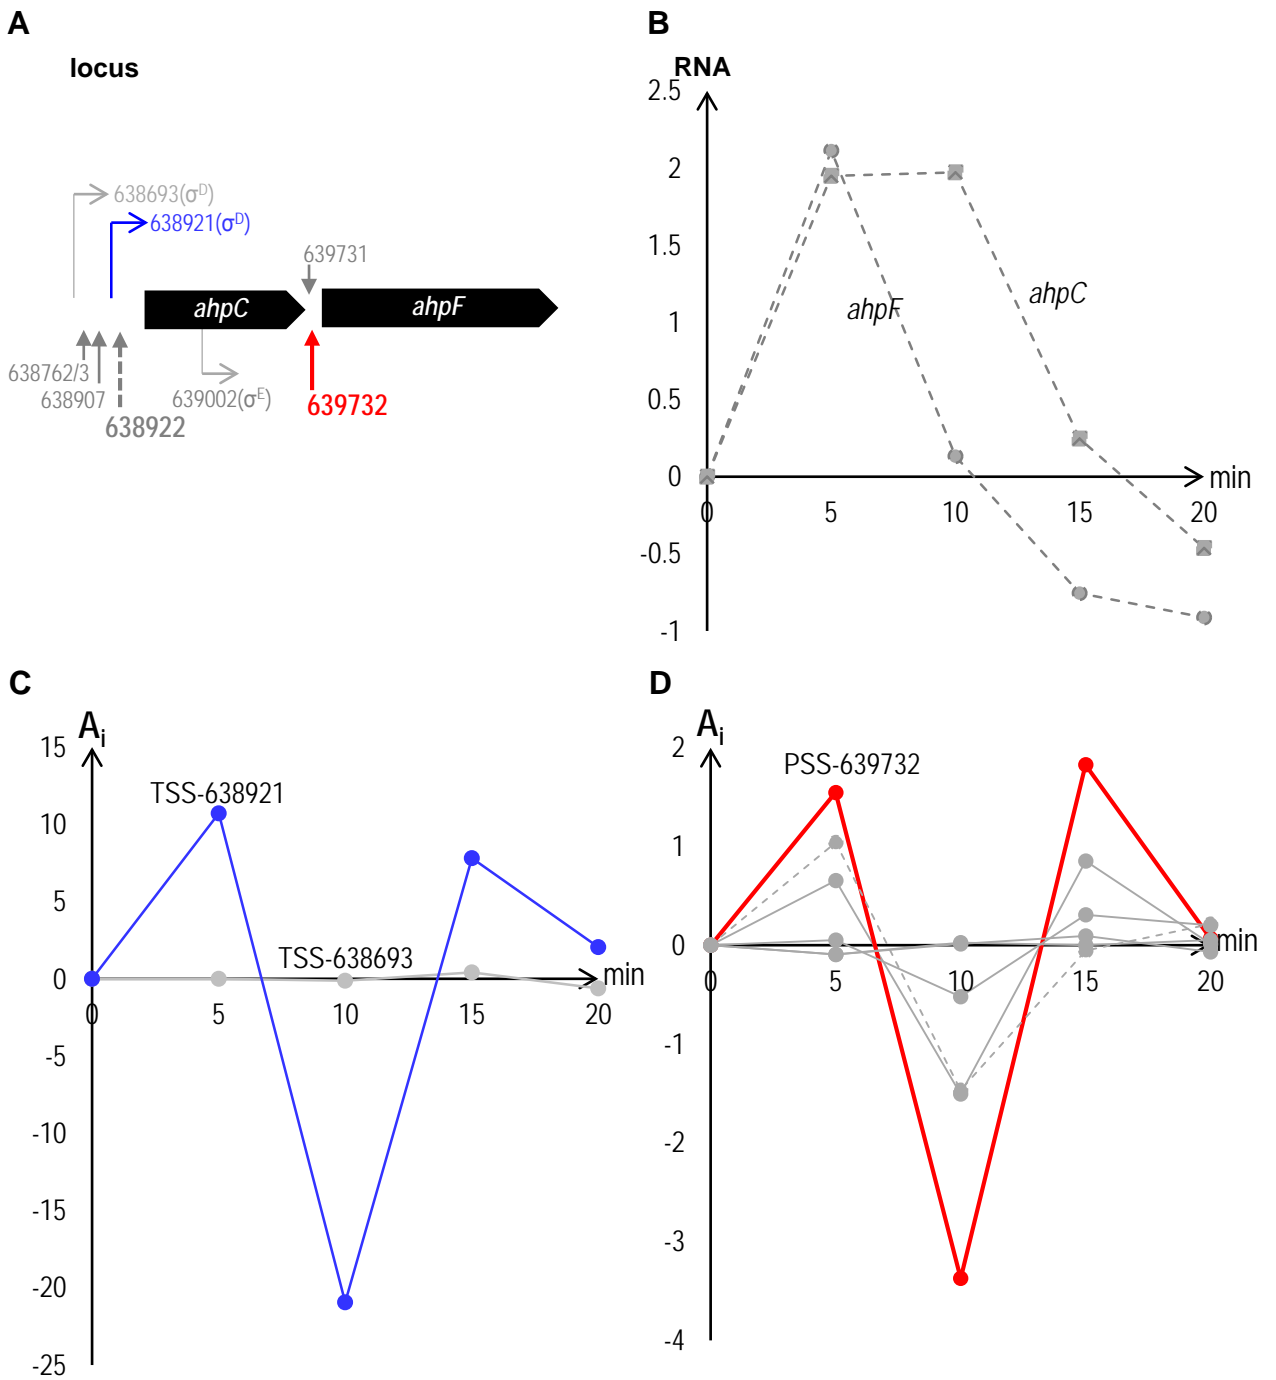 A
locus
638693(σD)
638921(σD)
639731
ahpC
ahpF
638762/3
638907
638922
639002(σE)
639732
B
RNA
2.5
2
1.5
1
0.5
0
-0.5
-1
ahpF
ahpC
min
0
5
10
15
20
C
Ai
15
10
5
0
-5
-10
-15
-20
-25
TSS-638921
TSS-638693
min
0
5
10
15
20
D
Ai
2
1
0
-1
-2
-3
-4
PSS-639732
min
0
5
10
15
20